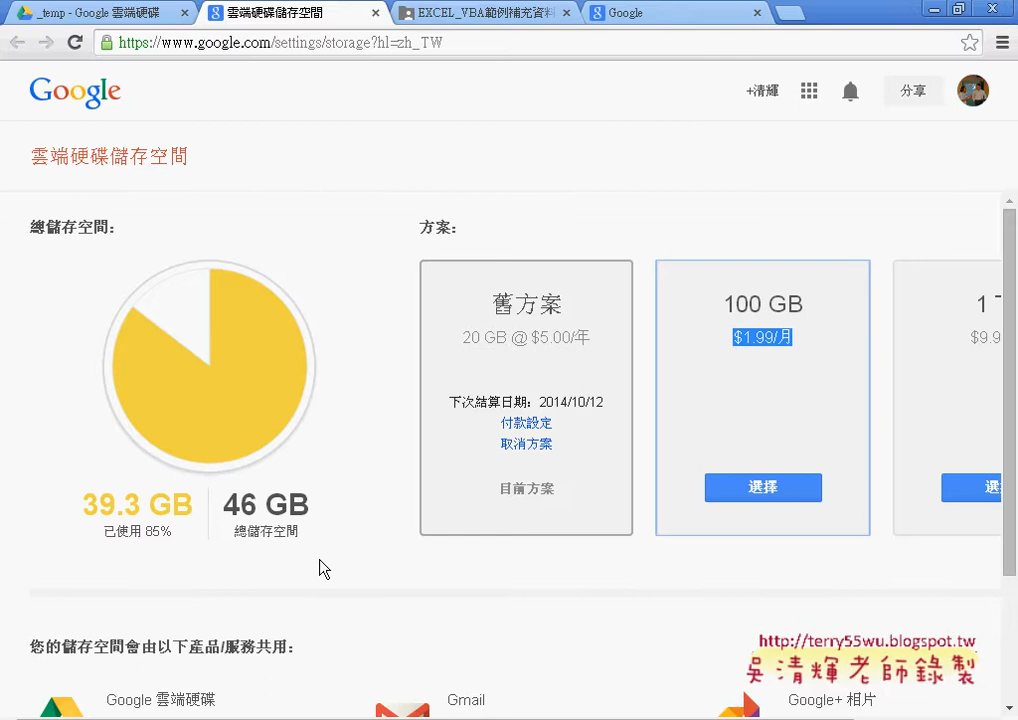 _temp - Google 雲端硬碟
雲端硬碟儲存空間
EXCEL_VBA範例補充資料
Google
https://www.google.com/settings/storage?hl=zh_TW
Google
+清輝
分享
雲端硬碟儲存空間
總儲存空間:
方案:
舊方案
20 GB @ $5.00/年
下次結算日期: 2014/10/12
付款設定
取消方案
目前方案
100 GB
$1.99/月
選擇
1
$9.9
選
39.3 GB
已使用 85%
46 GB
總儲存空間
您的儲存空間會由以下產品/服務共用:
http://terry55wu.blogspot.tw
吳清輝老師錄製
Google 雲端硬碟
Gmail
Google+ 相片